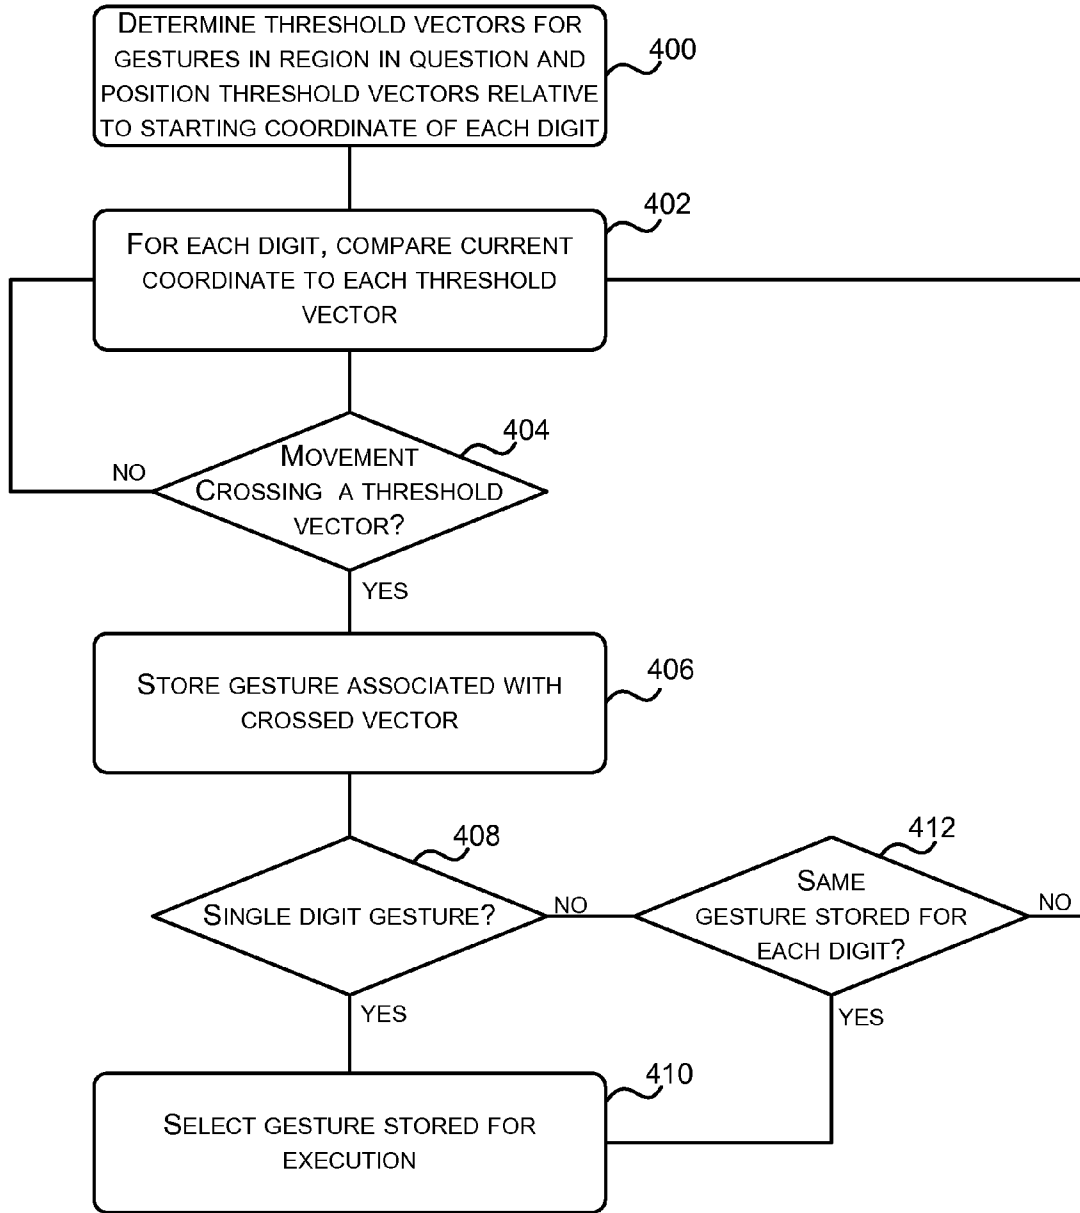 DETERMINE THRESHOLD VECTORS FOR
GESTURES IN REGION IN QUESTION AND
POSITION THRESHOLD VECTORS RELATIVE
TO STARTING COORDINATE OF EACH DIGIT
400
402
FOR EACH DIGIT, COMPARE CURRENT
COORDINATE TO EACH THRESHOLD
VECTOR
404
MOVEMENT
CROSSING A THRESHOLD
VECTOR?
NO
YES
406
STORE GESTURE ASSOCIATED WITH
CROSSED VECTOR
408
SINGLE DIGIT GESTURE?
NO
YES
412
SAME
GESTURE STORED FOR
EACH DIGIT?
NO
YES
410
SELECT GESTURE STORED FOR
EXECUTION